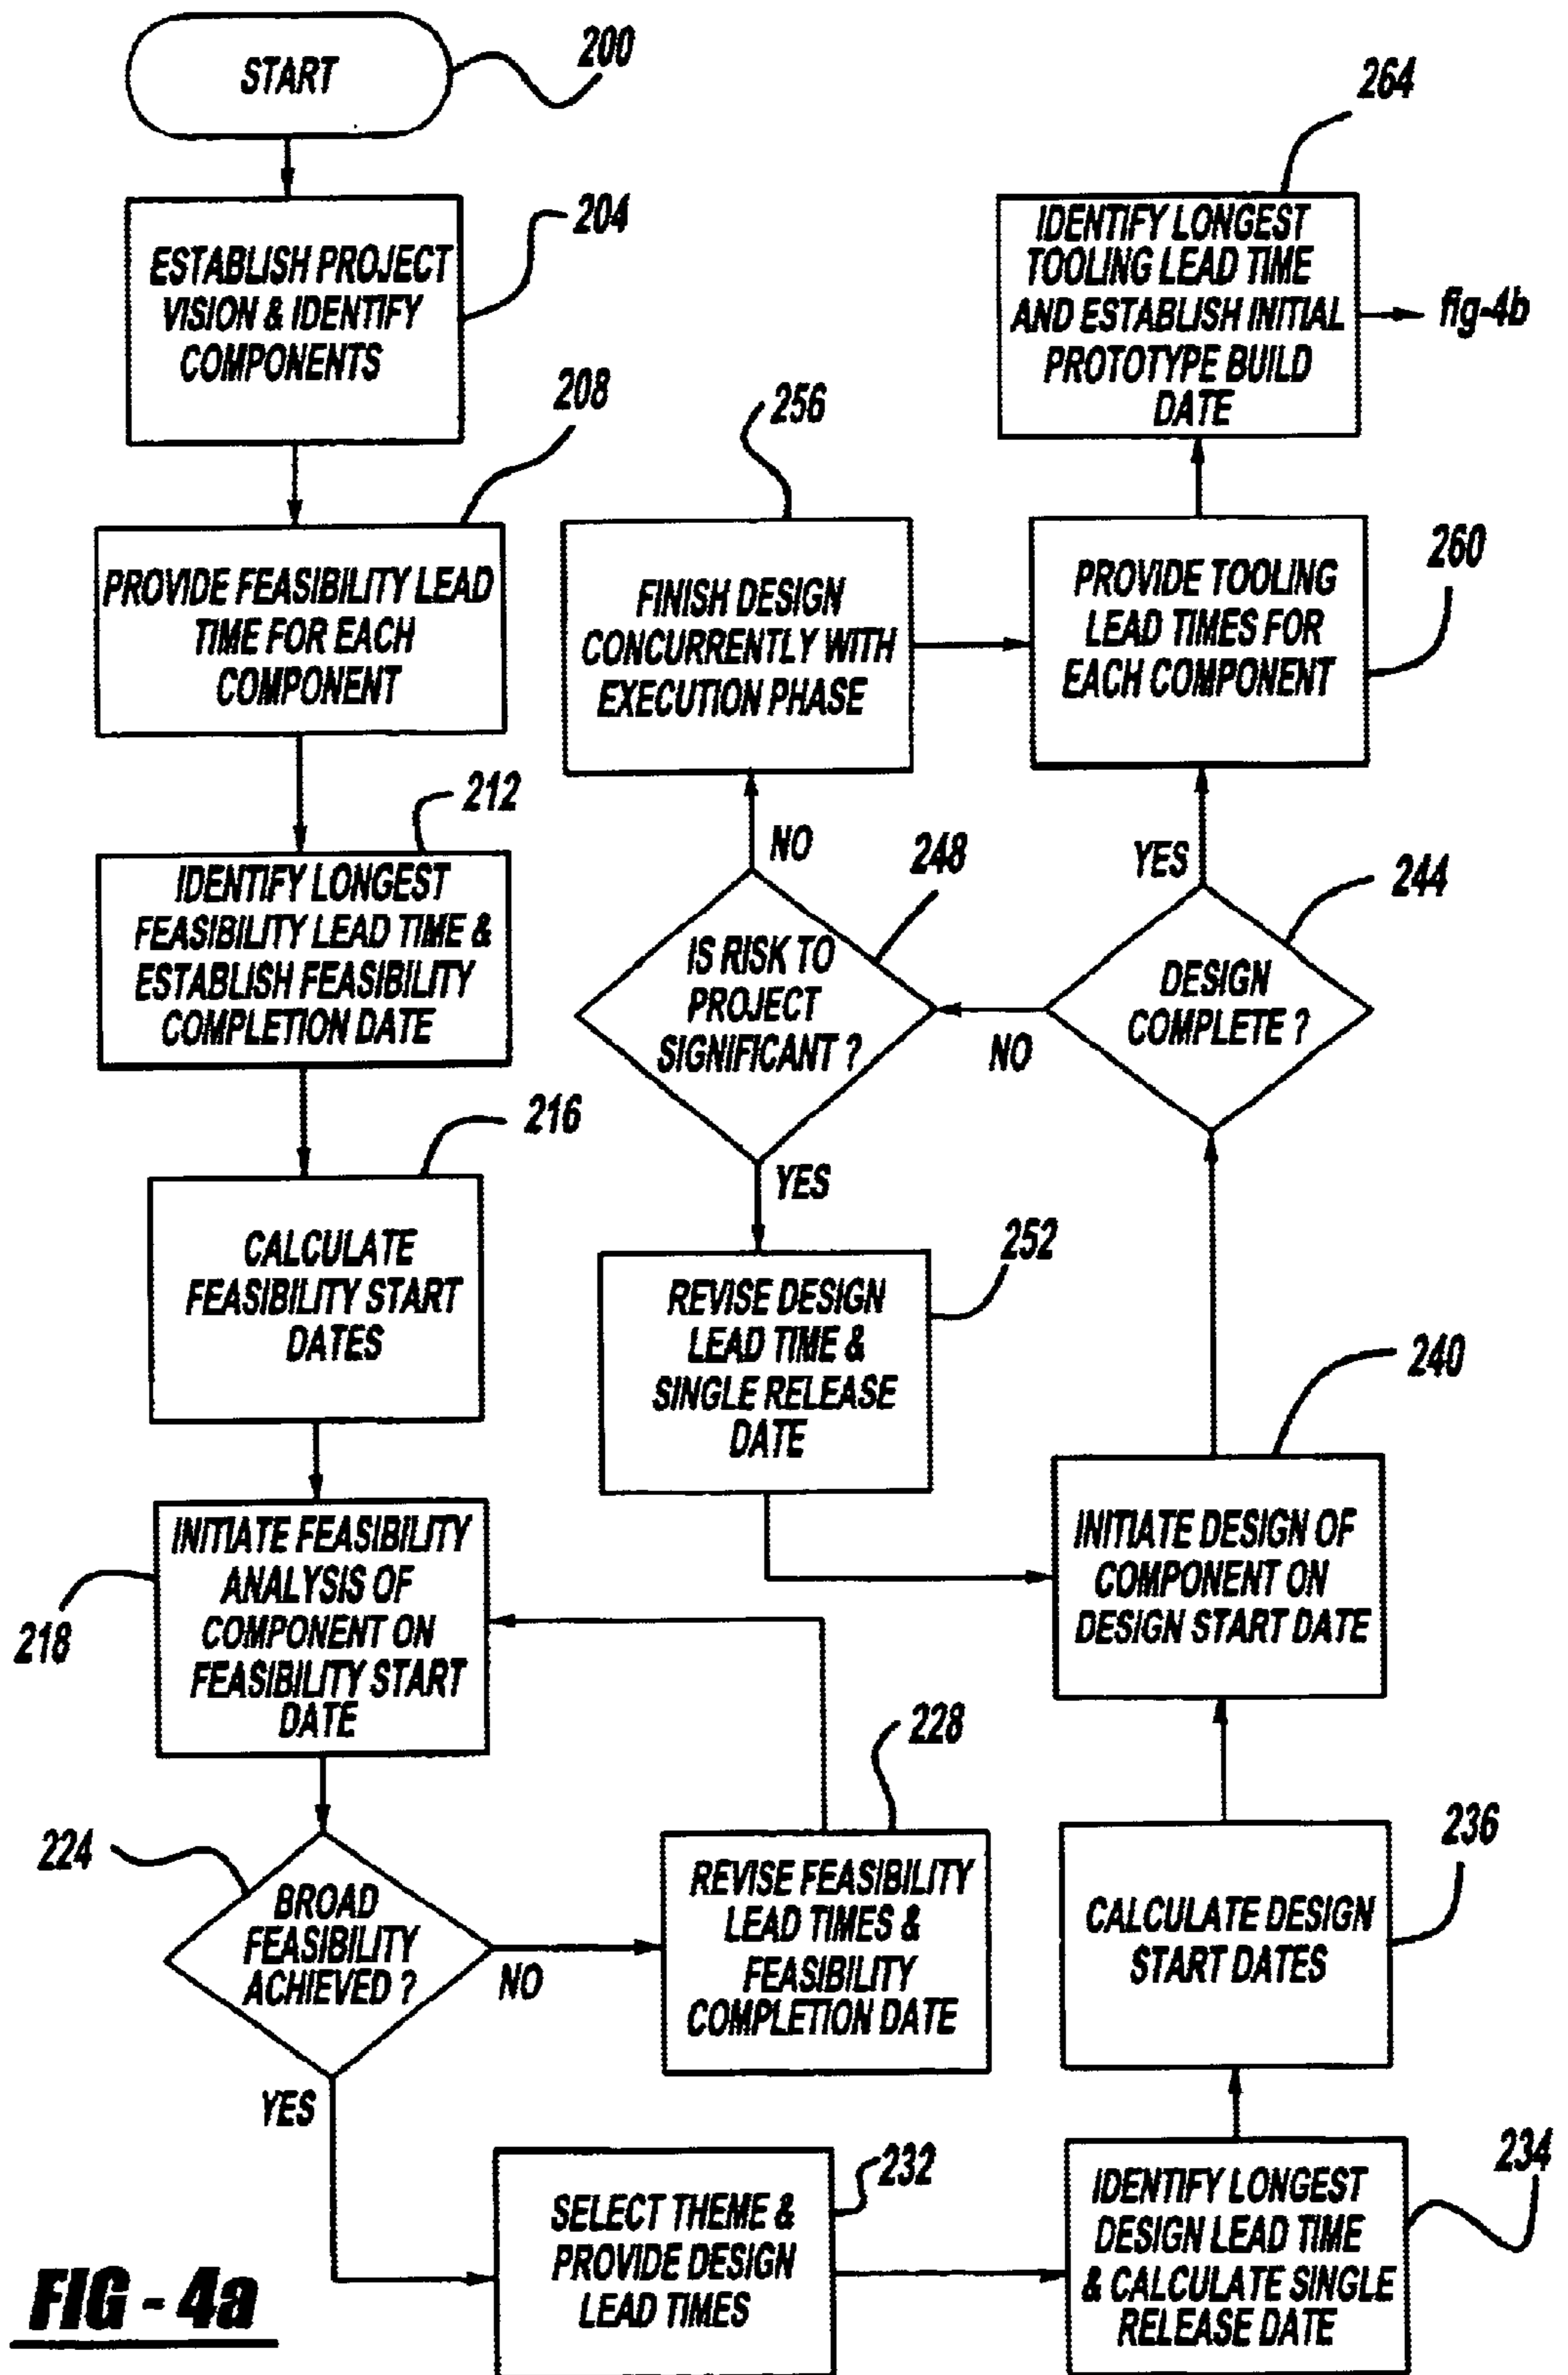 START
200
ESTABLISH PROJECT
VISION & IDENTIFY
COMPONENTS
204
PROVIDE FEASIBILITY LEAD
TIME FOR EACH
COMPONENT
208
IDENTIFY LONGEST
FEASIBILITY LEAD TIME &
ESTABLISH FEASIBILITY
COMPLETION DATE
212
CALCULATE
FEASIBILITY START
DATES
216
INITIATE FEASIBILITY
ANALYSIS OF
COMPONENT ON
FEASIBILITY START
DATE
218
BROAD
FEASIBILITY
ACHIEVED ?
224
NO
YES
REVISE FEASIBILITY
LEAD TIMES &
FEASIBILITY
COMPLETION DATE
228
SELECT THEME &
PROVIDE DESIGN
LEAD TIMES
232
IDENTIFY LONGEST
DESIGN LEAD TIME
& CALCULATE SINGLE
RELEASE DATE
234
CALCULATE DESIGN
START DATES
236
INITIATE DESIGN OF
COMPONENT ON
DESIGN START DATE
240
DESIGN
COMPLETE ?
244
NO
YES
IS RISK TO
PROJECT
SIGNIFICANT ?
248
YES
NO
REVISE DESIGN
LEAD TIME &
SINGLE RELEASE
DATE
252
FINISH DESIGN
CONCURRENTLY WITH
EXECUTION PHASE
256
PROVIDE TOOLING
LEAD TIMES FOR
EACH COMPONENT
260
IDENTIFY LONGEST
TOOLING LEAD TIME
AND ESTABLISH INITIAL
PROTOTYPE BUILD
DATE
264
fig-4b
FIG - 4a